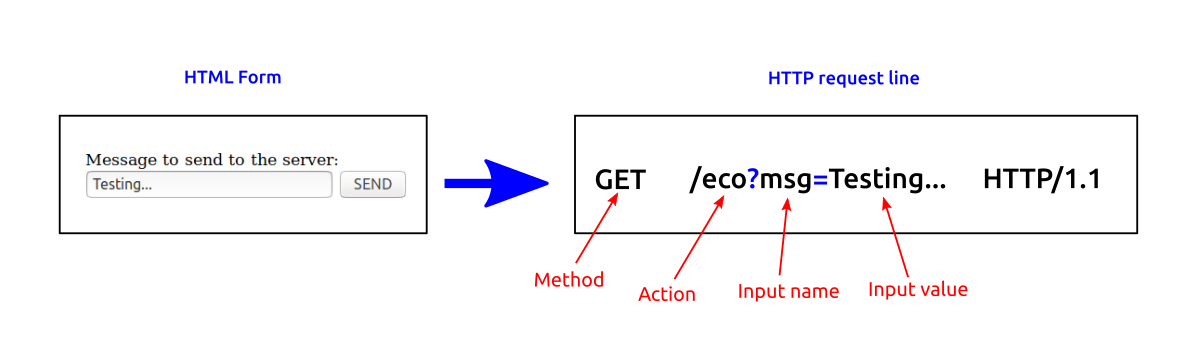 HTML Form
Message to send to the server:
Testing...
SEND
HTTP request line
GET /eco?msg=Testing... HTTP/1.1
Method
Action
Input name
Input value